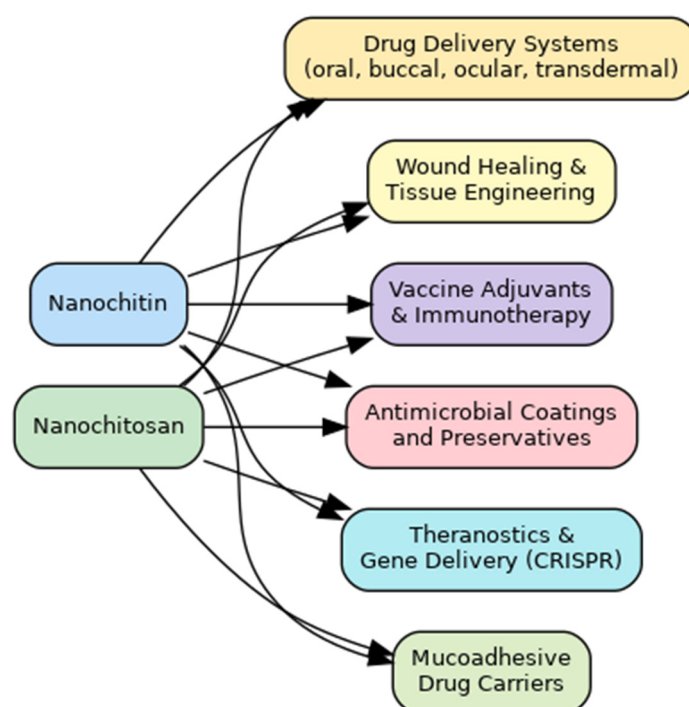 Drug Delivery Systems
(oral, buccal, ocular, transdermal)
Wound Healing &
Tissue Engineering
Nanochitin
Vaccine Adjuvants
& Immunotherapy
Nanochitosan
Antimicrobial Coatings
and Preservatives
Theranostics &
Gene Delivery (CRISPR)
Mucoadhesive
Drug Carriers